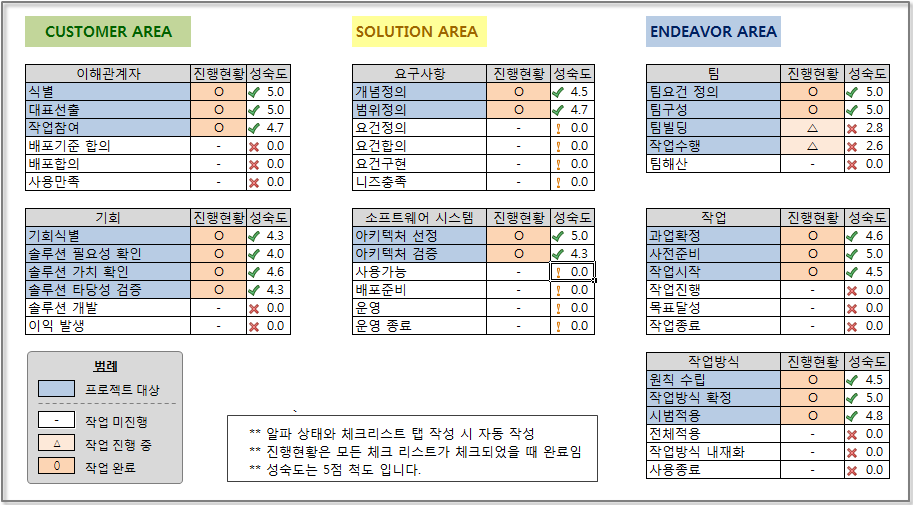 CUSTOMER AREA
이해관계자 진행현황 성숙도
식별 O 5.0
대표선출 O 5.0
작업참여 O 4.7
배포기준 합의 - 0.0
배포합의 - 0.0
사용만족 - 0.0
기회 진행현황 성숙도
기회식별 O 4.3
솔루션 필요성 확인 O 4.0
솔루션 가치 확인 O 4.6
솔루션 타당성 검증 O 4.3
솔루션 개발 - 0.0
이익 발생 - 0.0
SOLUTION AREA
요구사항 진행현황 성숙도
개념정의 O 4.5
범위정의 O 4.7
요건정의 - 0.0
요건합의 - 0.0
요건구현 - 0.0
니즈충족 - 0.0
소프트웨어 시스템 진행현황 성숙도
아키텍처 선정 O 5.0
아키텍처 검증 O 4.3
사용가능 - 0.0
배포준비 - 0.0
운영 - 0.0
운영 종료 - 0.0
ENDEAVOR AREA
팀 진행현황 성숙도
팀요건 정의 O 5.0
팀구성 O 5.0
팀빌딩 △ 2.8
작업수행 △ 2.6
팀해산 - 0.0
작업 진행현황 성숙도
과업확정 O 4.6
사전준비 O 5.0
작업시작 O 4.5
작업진행 - 0.0
목표달성 - 0.0
작업종료 - 0.0
작업방식 진행현황 성숙도
원칙 수립 O 4.5
작업방식 확정 O 5.0
시범적용 O 4.8
전체적용 - 0.0
작업방식 내재화 - 0.0
사용종료 - 0.0
범례
프로젝트 대상
- 작업 미진행
△ 작업 진행 중
O 작업 완료
** 알파 상태와 체크리스트 탭 작성 시 자동 작성
** 진행현황은 모든 체크 리스트가 체크되었을 때 완료임
** 성숙도는 5점 척도 입니다.